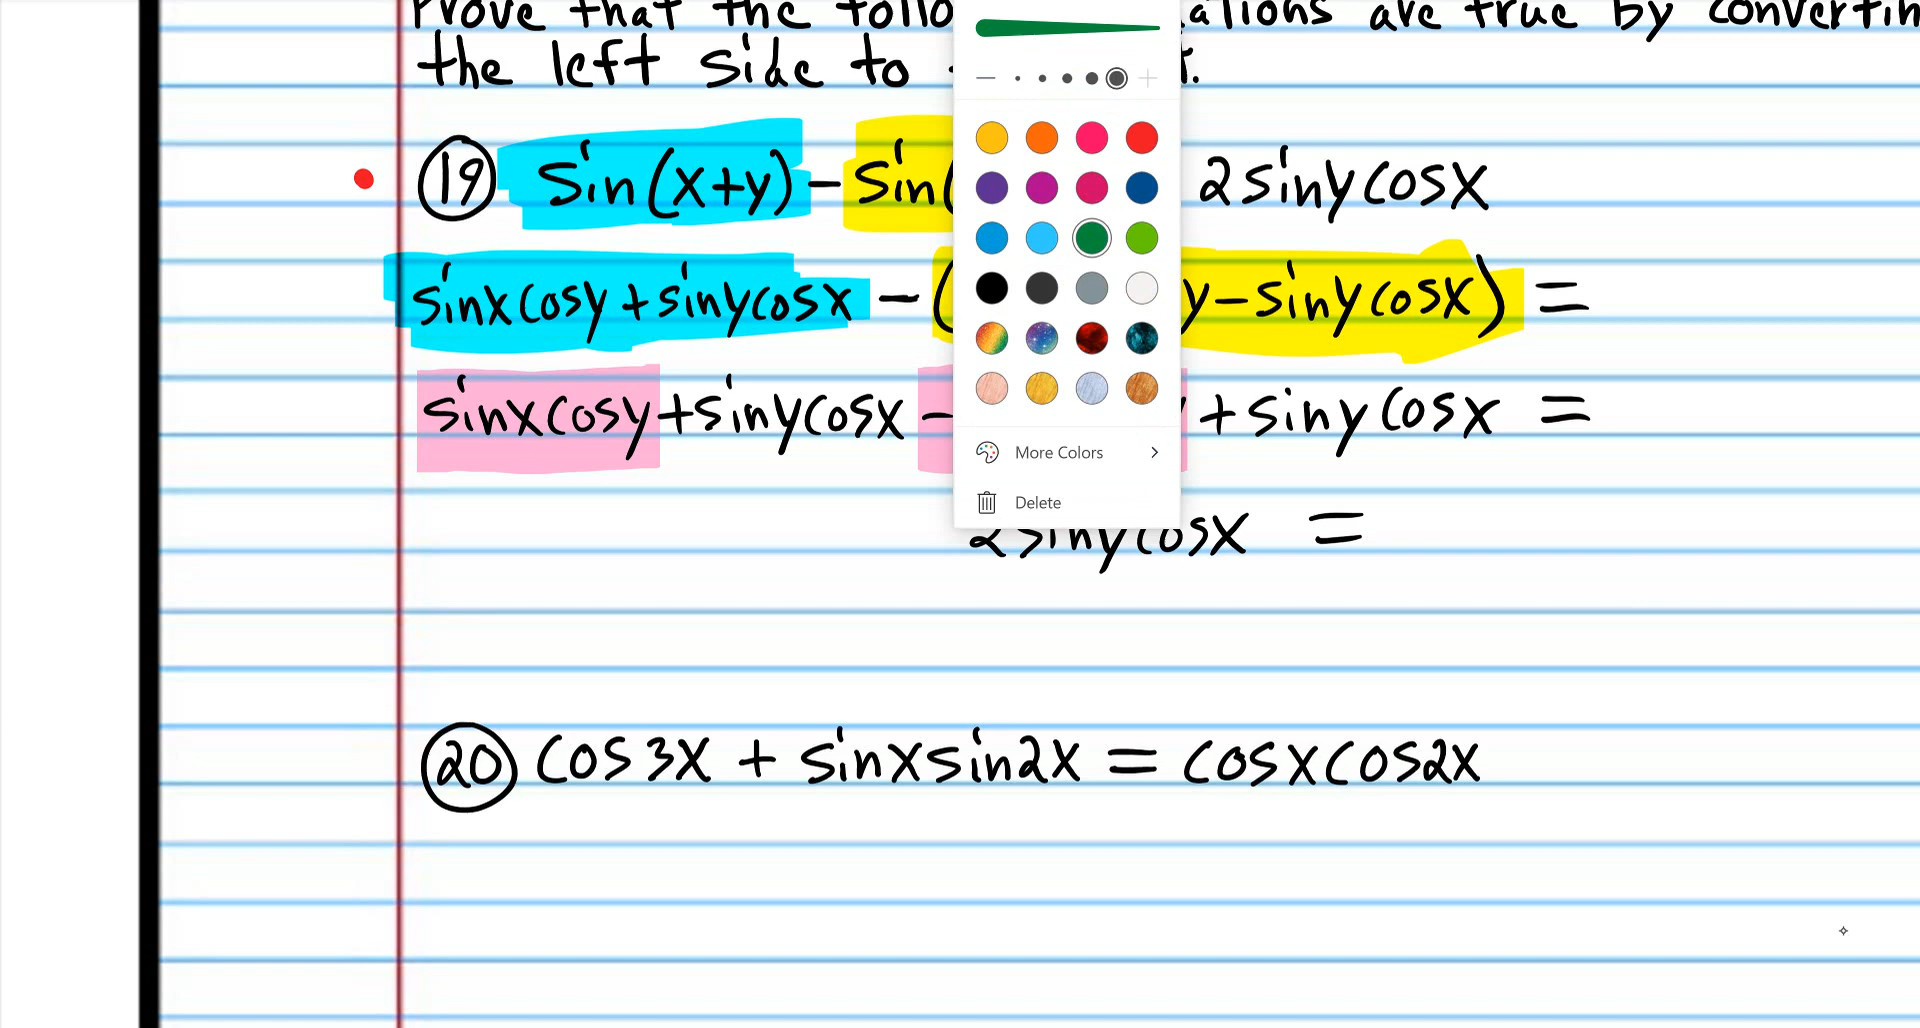 Prove that the follo ations are true by convertin
the left side to t.
19 sin(x+y) - sin( 2sinycosx
sinxcosy + sinycosx - ( y - sinycosx) =
sinxcosy + sinycosx - + sinycosx =
More Colors
Delete
2sinycosx =
20 cos3x + sinxsin2x = cosxcos2x